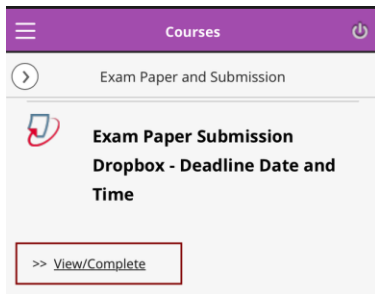 Courses
Exam Paper and Submission
Exam Paper Submission
Dropbox - Deadline Date and
Time
>> View/Complete